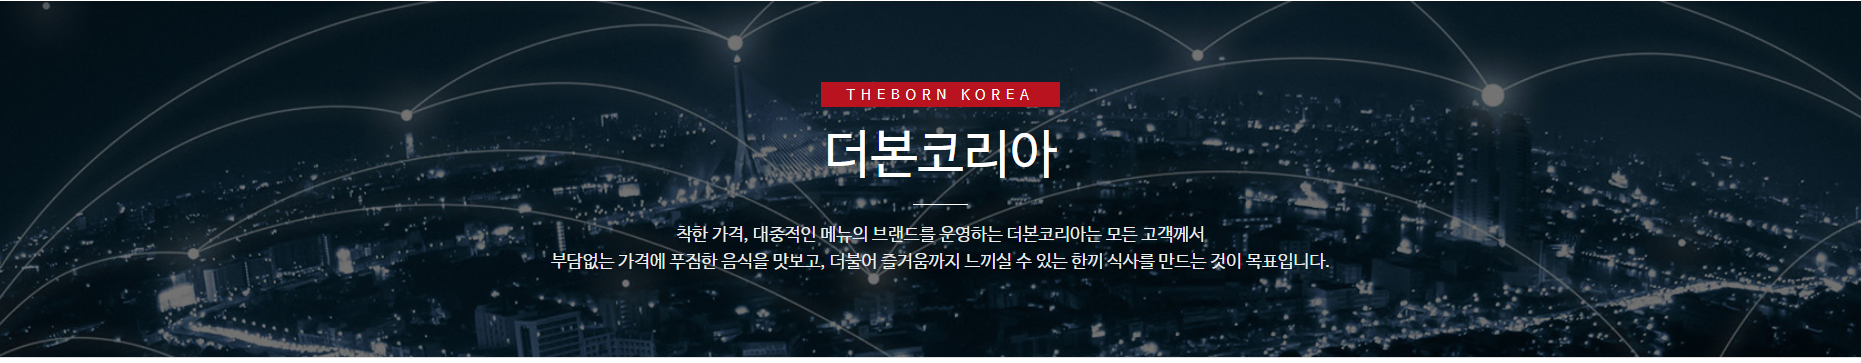 THEBORN KOREA
더본코리아
착한 가격, 대중적인 메뉴의 브랜드를 운영하는 더본코리아는 모든 고객께서
부담없는 가격에 푸짐한 음식을 맛보고, 더불어 즐거움까지 느끼실 수 있는 한끼 식사를 만드는 것이 목표입니다.